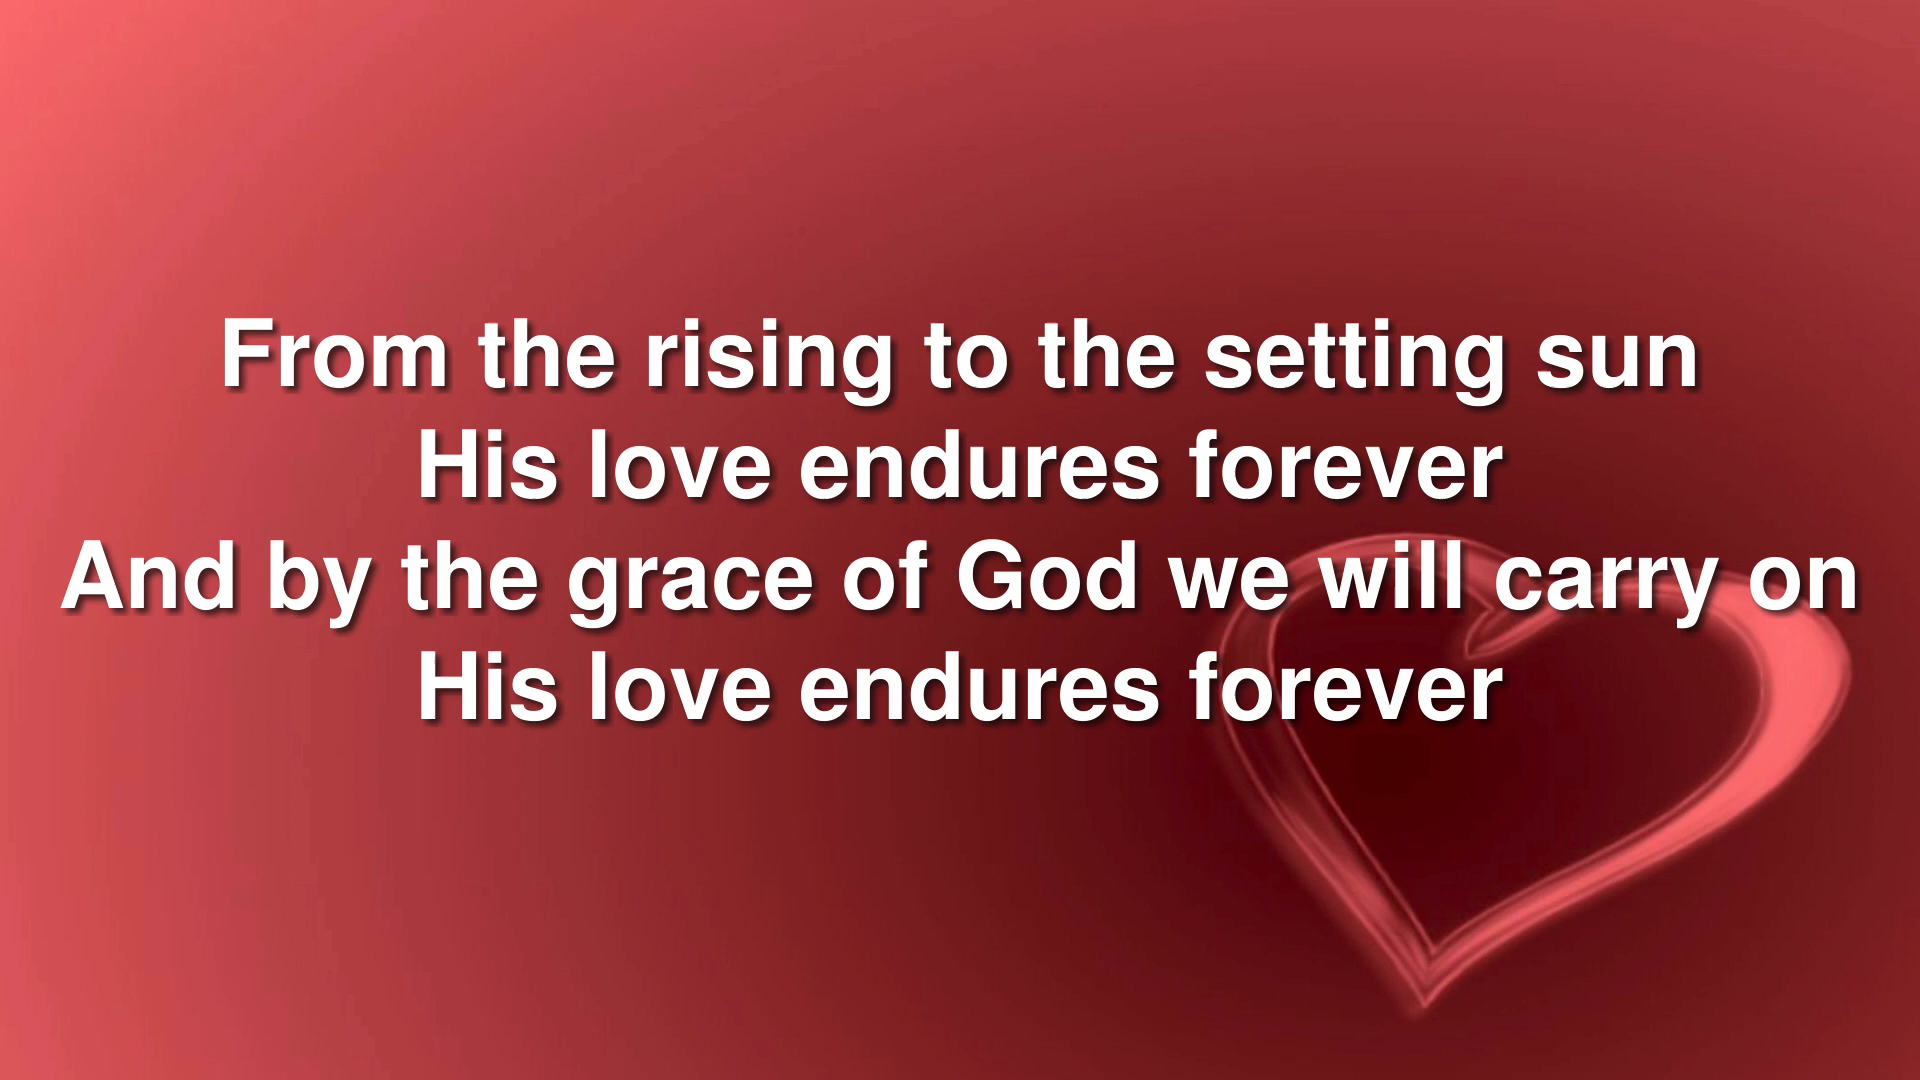 From the rising to the setting sun
His love endures forever
And by the grace of God we will carry on
His love endures forever